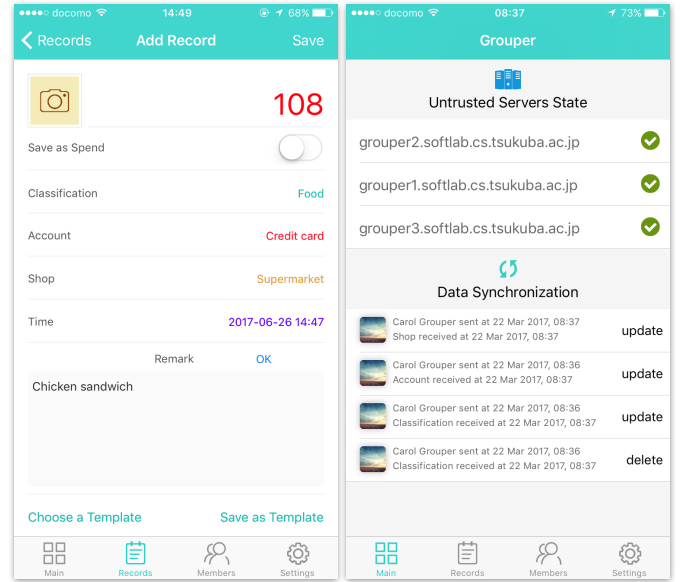 docomo 14:49 68%
Records Add Record Save
108
Save as Spend
Classification Food
Account Credit card
Shop Supermarket
Time 2017-06-26 14:47
Remark OK
Chicken sandwich
Choose a Template Save as Template
Main Records Members Settings
docomo 08:37 73%
Grouper
Untrusted Servers State
grouper2.softlab.cs.tsukuba.ac.jp
grouper1.softlab.cs.tsukuba.ac.jp
grouper3.softlab.cs.tsukuba.ac.jp
Data Synchronization
Carol Grouper sent at 22 Mar 2017, 08:37
Shop received at 22 Mar 2017, 08:37
update
Carol Grouper sent at 22 Mar 2017, 08:36
Account received at 22 Mar 2017, 08:37
update
Carol Grouper sent at 22 Mar 2017, 08:36
Classification received at 22 Mar 2017, 08:37
update
Carol Grouper sent at 22 Mar 2017, 08:36
Classification received at 22 Mar 2017, 08:37
delete
Main Records Members Settings